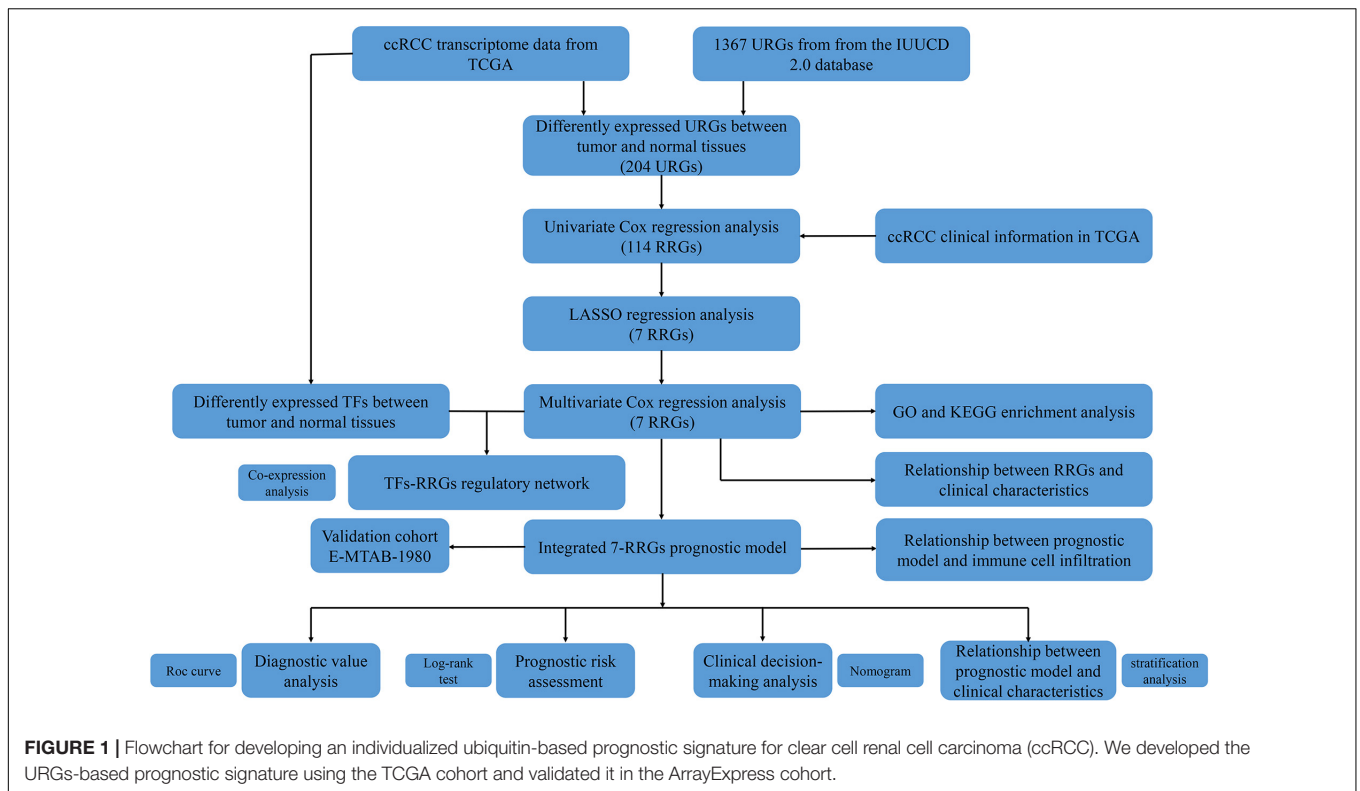 ccRCC transcriptome data from
TCGA
1367 URGs from from the IUUCD
2.0 database
Differently expressed URGs between
tumor and normal tissues
(204 URGs)
Univariate Cox regression analysis
(114 RRGs)
ccRCC clinical information in TCGA
LASSO regression analysis
(7 RRGs)
Differently expressed TFs between
tumor and normal tissues
Multivariate Cox regression analysis
(7 RRGs)
GO and KEGG enrichment analysis
Co-expression
analysis
TFs-RRGs regulatory network
Relationship between RRGs and
clinical characteristics
Validation cohort
E-MTAB-1980
Integrated 7-RRGs prognostic model
Relationship between prognostic
model and immune cell infiltration
Roc curve
Diagnostic value
analysis
Log-rank
test
Prognostic risk
assessment
Clinical decision-
making analysis
Nomogram
Relationship between
prognostic model and
clinical characteristics
stratification
analysis
FIGURE 1 | Flowchart for developing an individualized ubiquitin-based prognostic signature for clear cell renal cell carcinoma (ccRCC). We developed the
URGs-based prognostic signature using the TCGA cohort and validated it in the ArrayExpress cohort.